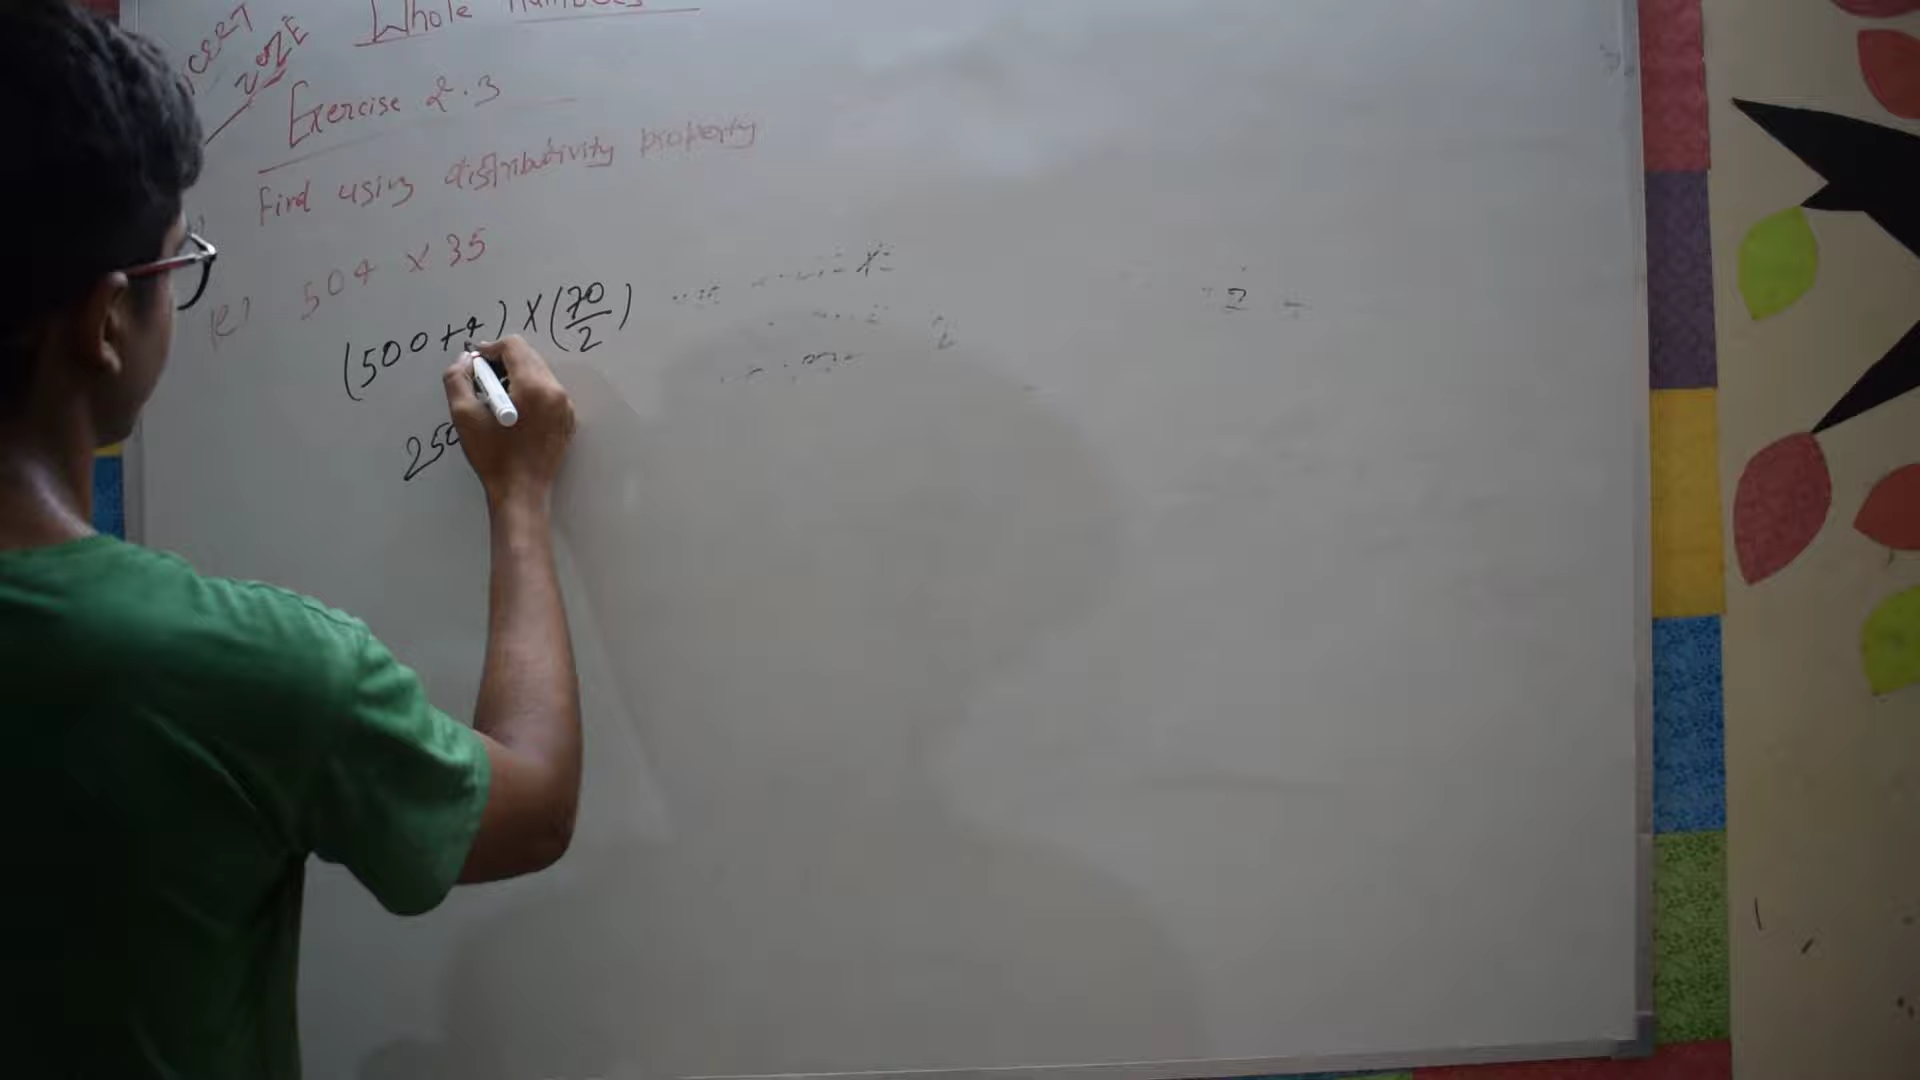 NCERT Whole numbers
Exercise 2.3
Find using distributivity property
(e) 504 × 35
(500+4) × (70/2)
250